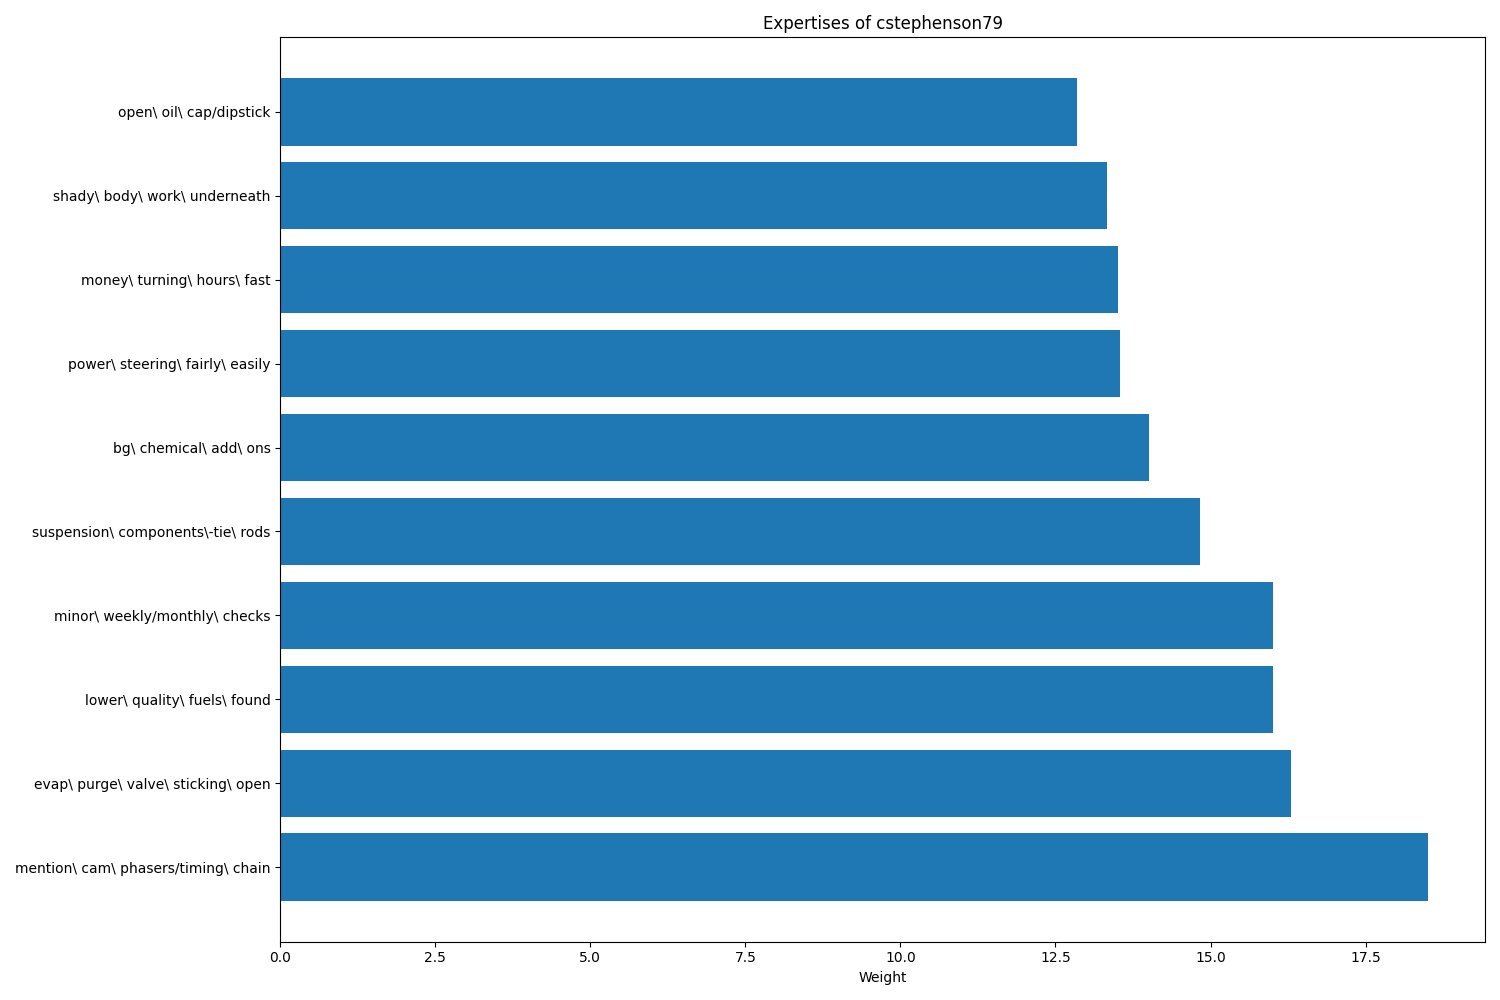 Expertises of cstephenson79
open\ oil\ cap/dipstick
shady\ body\ work\ underneath
money\ turning\ hours\ fast
power\ steering\ fairly\ easily
bg\ chemical\ add\ ons
suspension\ components\-tie\ rods
minor\ weekly/monthly\ checks
lower\ quality\ fuels\ found
evap\ purge\ valve\ sticking\ open
mention\ cam\ phasers/timing\ chain
0.0 2.5 5.0 7.5 10.0 12.5 15.0 17.5
Weight